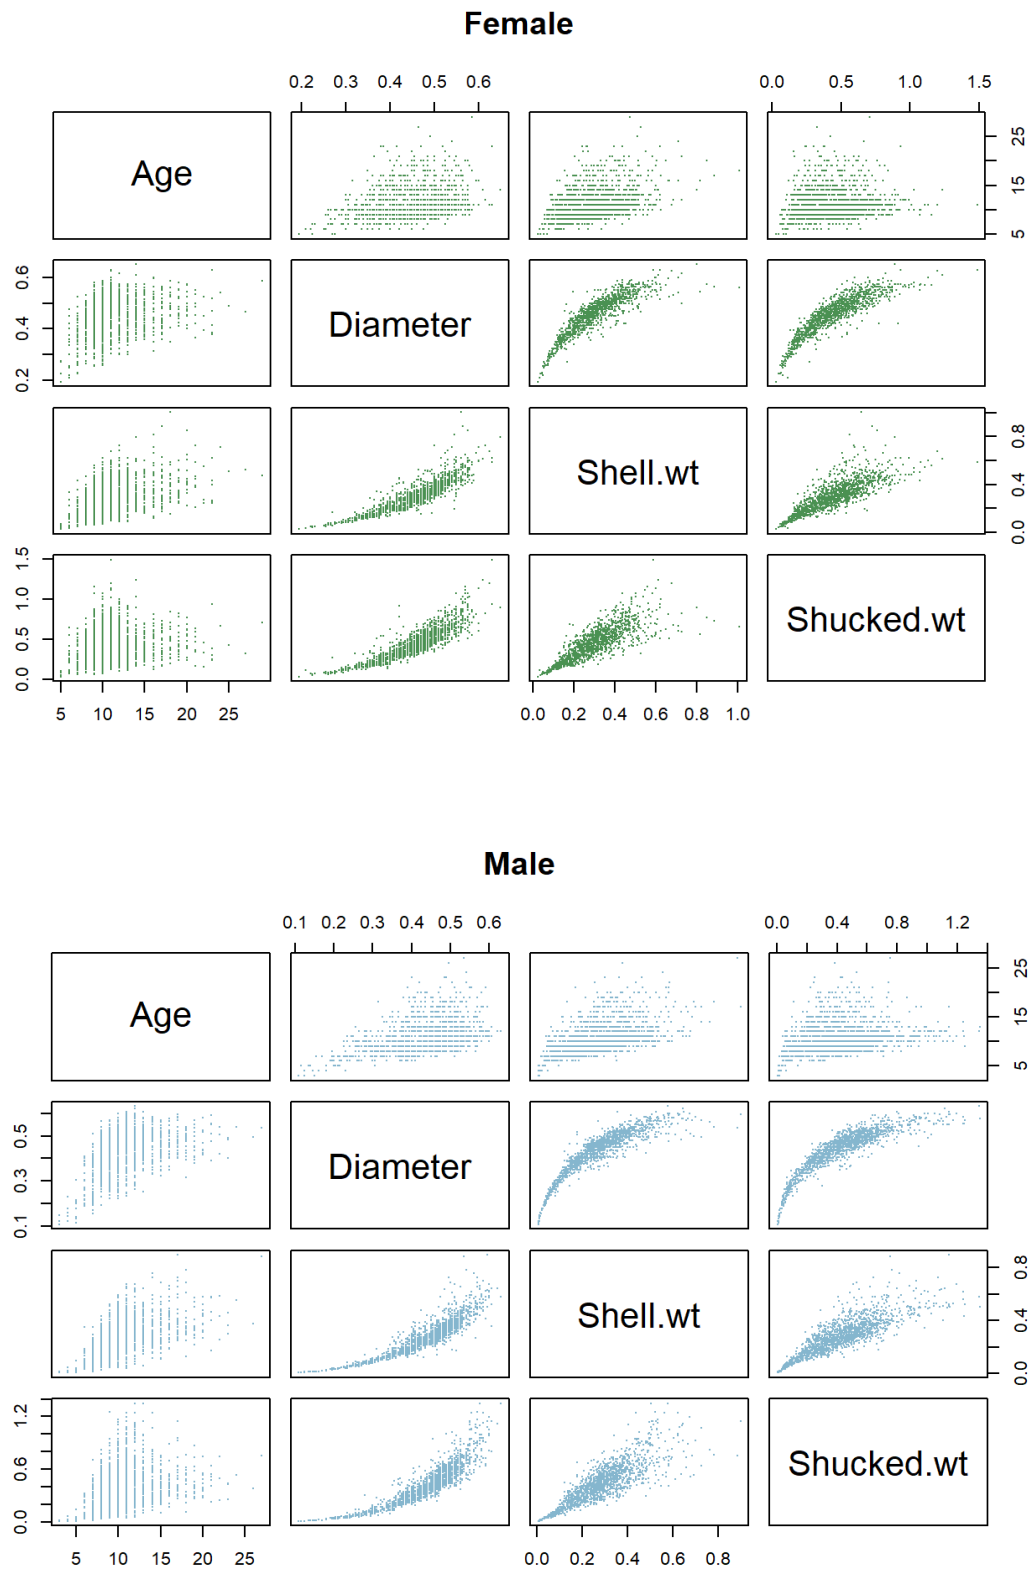 Female
0.2 0.3 0.4 0.5 0.6 0.0 0.5 1.0 1.5
Age
5 15 25
0.2 0.4 0.6
Diameter
Shell.wt
0.0 0.4 0.8
0.0 0.5 1.0 1.5
Shucked.wt
5 10 15 20 25 0.0 0.2 0.4 0.6 0.8 1.0
Male
0.1 0.2 0.3 0.4 0.5 0.6 0.0 0.4 0.8 1.2
Age
5 15 25
0.1 0.3 0.5
Diameter
Shell.wt
0.0 0.4 0.8
0.0 0.6 1.2
Shucked.wt
5 10 15 20 25 0.0 0.2 0.4 0.6 0.8